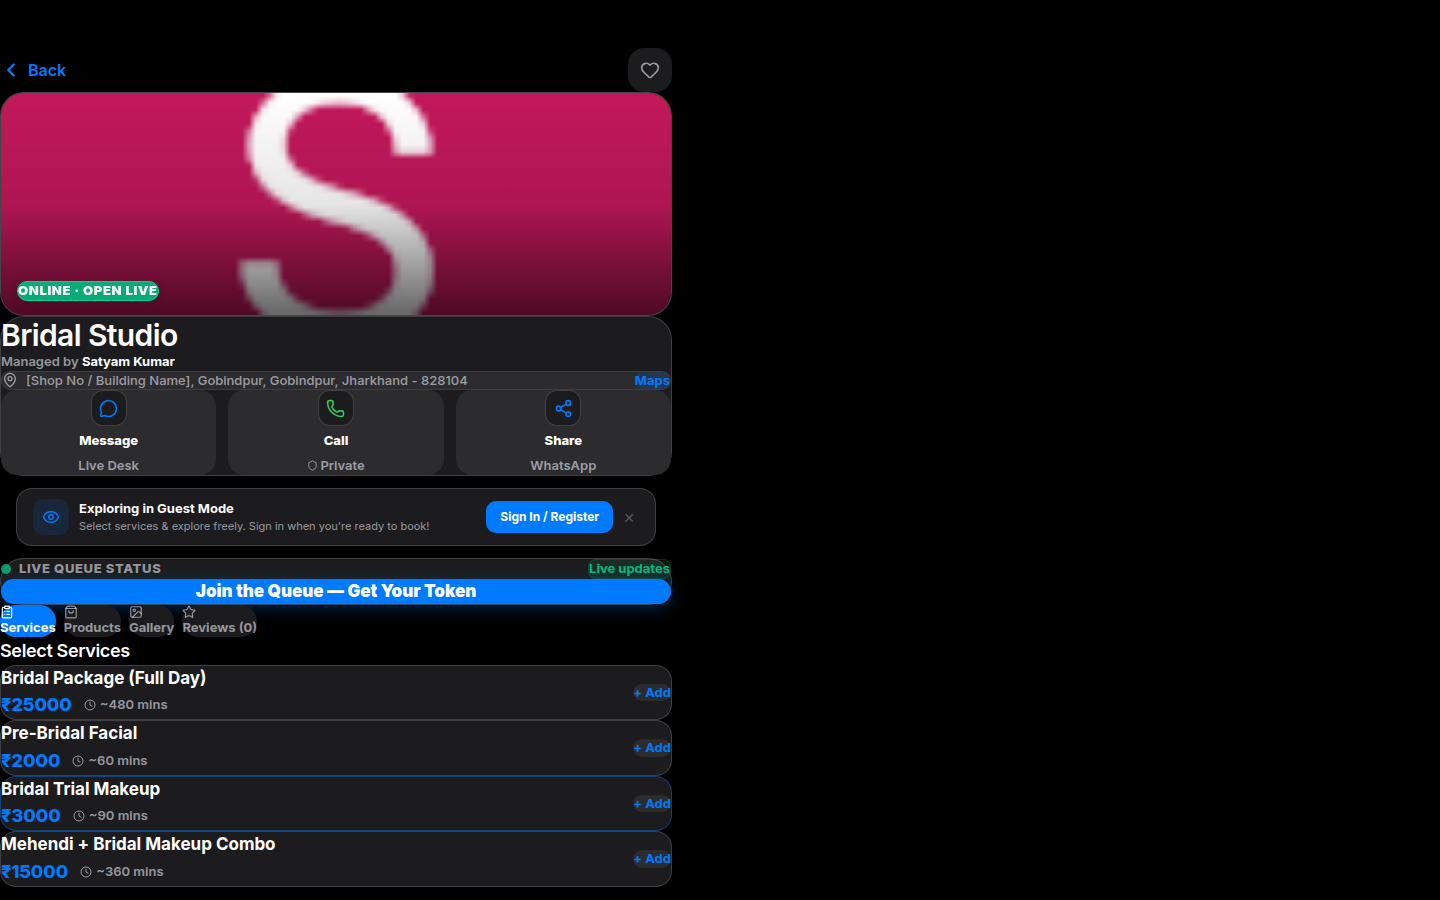 Back
S
ONLINE · OPEN LIVE
Bridal Studio
Managed by Satyam Kumar
[Shop No / Building Name], Gobindpur, Gobindpur, Jharkhand - 828104 Maps
Message Call Share
Live Desk Private WhatsApp
Exploring in Guest Mode
Select services & explore freely. Sign in when you're ready to book!
Sign In / Register ×
LIVE QUEUE STATUS Live updates
Join the Queue — Get Your Token
Services Products Gallery Reviews (0)
Select Services
Bridal Package (Full Day)
₹25000 ~480 mins + Add
Pre-Bridal Facial
₹2000 ~60 mins + Add
Bridal Trial Makeup
₹3000 ~90 mins + Add
Mehendi + Bridal Makeup Combo
₹15000 ~360 mins + Add